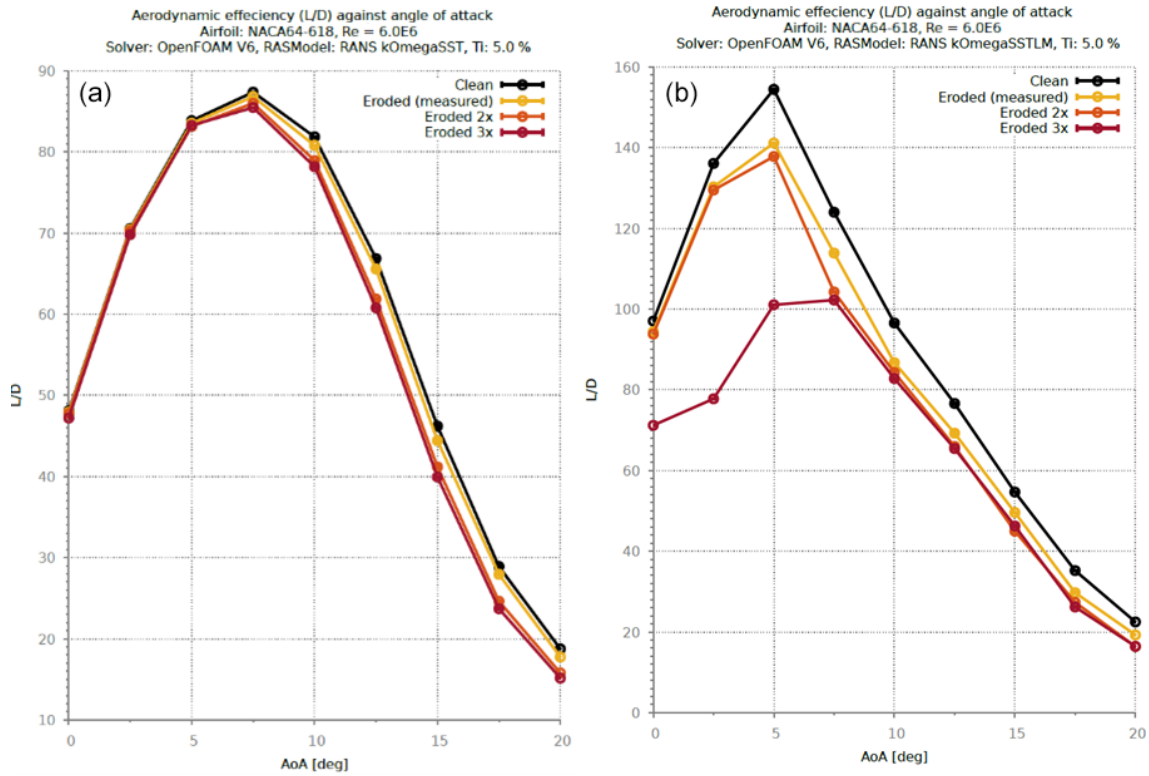 Aerodynamic effeciency (L/D) against angle of attack
Airfoil: NACA64-618, Re = 6.0E6
Solver: OpenFOAM V6, RASModel: RANS kOmegaSST, Ti: 5.0 %
(a)
Clean
Eroded (measured)
Eroded 2x
Eroded 3x
90
80
70
60
50
40
30
20
10
L/D
0
5
10
15
20
AoA [deg]
Aerodynamic effeciency (L/D) against angle of attack
Airfoil: NACA64-618, Re = 6.0E6
Solver: OpenFOAM V6, RASModel: RANS kOmegaSSTLM, Ti: 5.0 %
(b)
Clean
Eroded (measured)
Eroded 2x
Eroded 3x
160
140
120
100
80
60
40
20
0
L/D
0
5
10
15
20
AoA [deg]